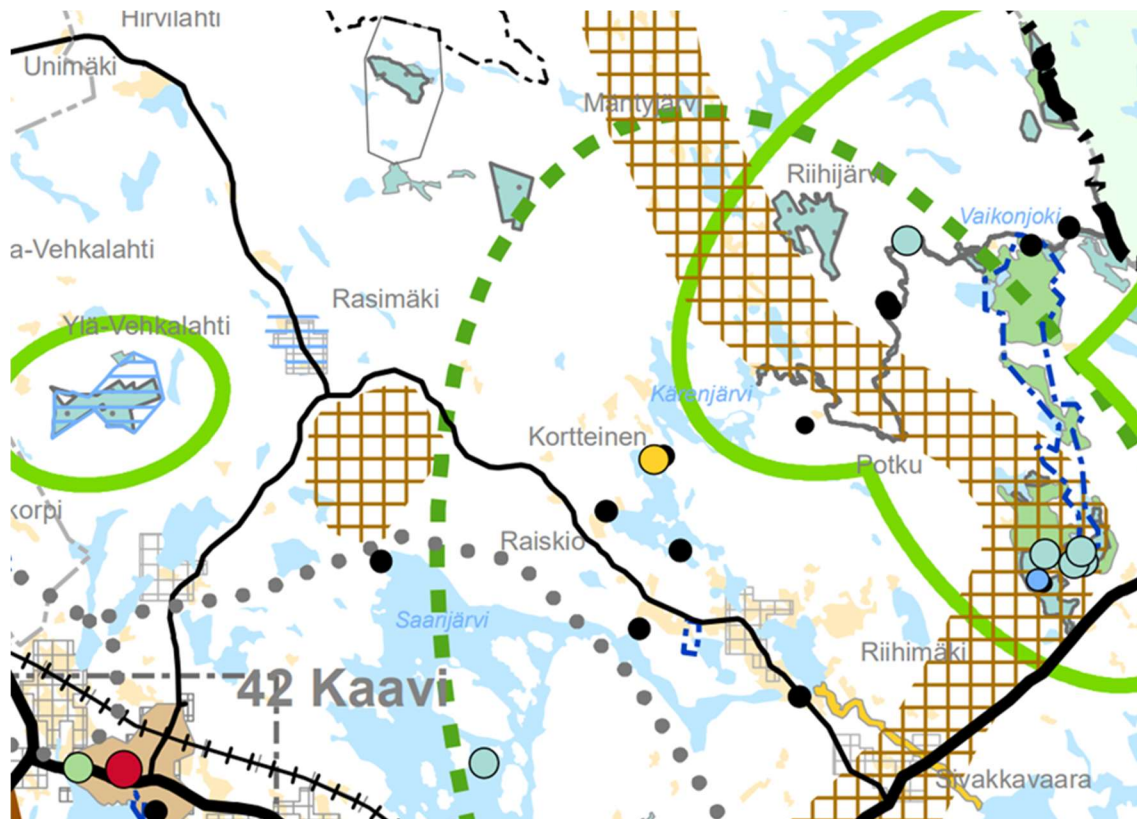 Hirvilahti
Unimäki
Mäntyjärvi
Riihijärvi
Vaikonjoki
a-Vehkalahti
Rasimäki
Ylä-Vehkalahti
Kärenjärvi
Kortteinen
Potku
korpi
Raiskio
Saarijärvi
Riihimäki
42 Kaavi
Sivakkavaara